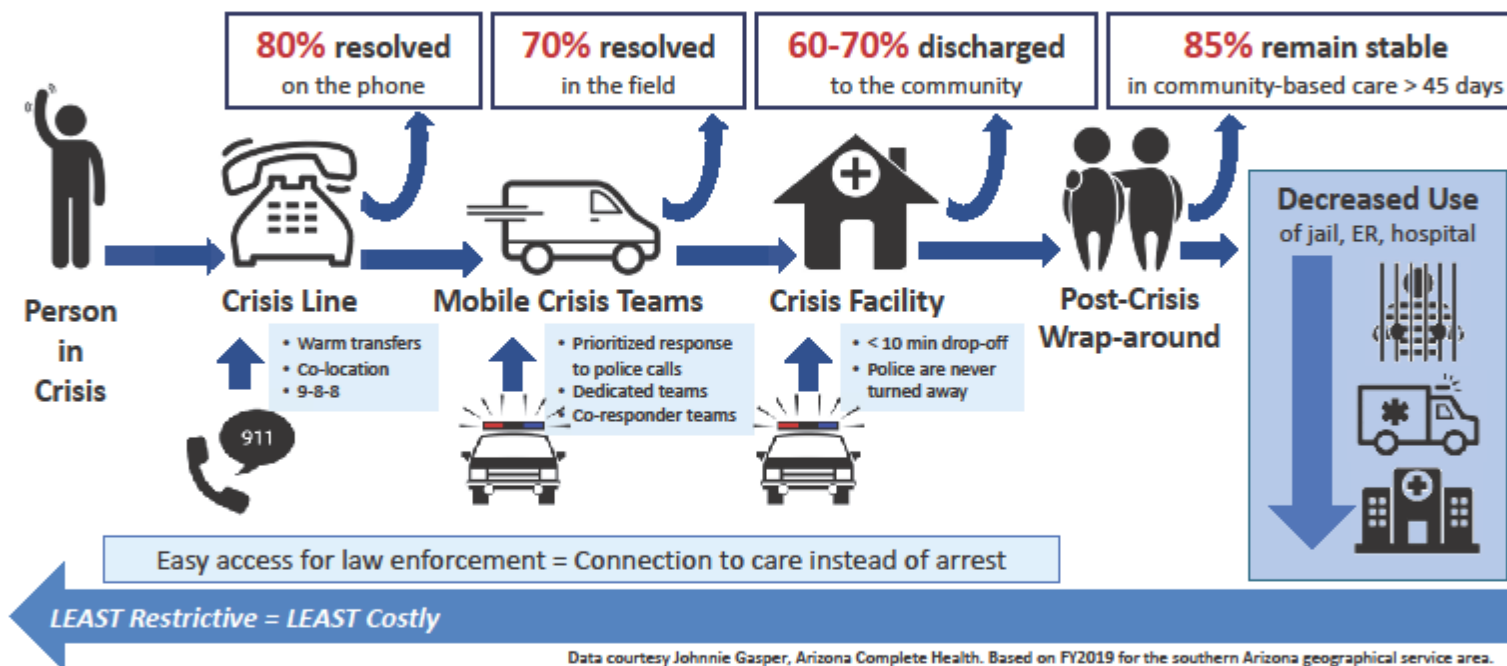 80% resolved
on the phone
70% resolved
in the field
60-70% discharged
to the community
85% remain stable
in community-based care > 45 days
Person
in
Crisis
Crisis Line
• Warm transfers
• Co-location
• 9-8-8
911
Mobile Crisis Teams
• Prioritized response
to police calls
• Dedicated teams
• Co-responder teams
Crisis Facility
• < 10 min drop-off
• Police are never
turned away
Post-Crisis
Wrap-around
Decreased Use
of jail, ER, hospital
Easy access for law enforcement = Connection to care instead of arrest
LEAST Restrictive = LEAST Costly
Data courtesy Johnnie Gasper, Arizona Complete Health. Based on FY2019 for the southern Arizona geographical service area.